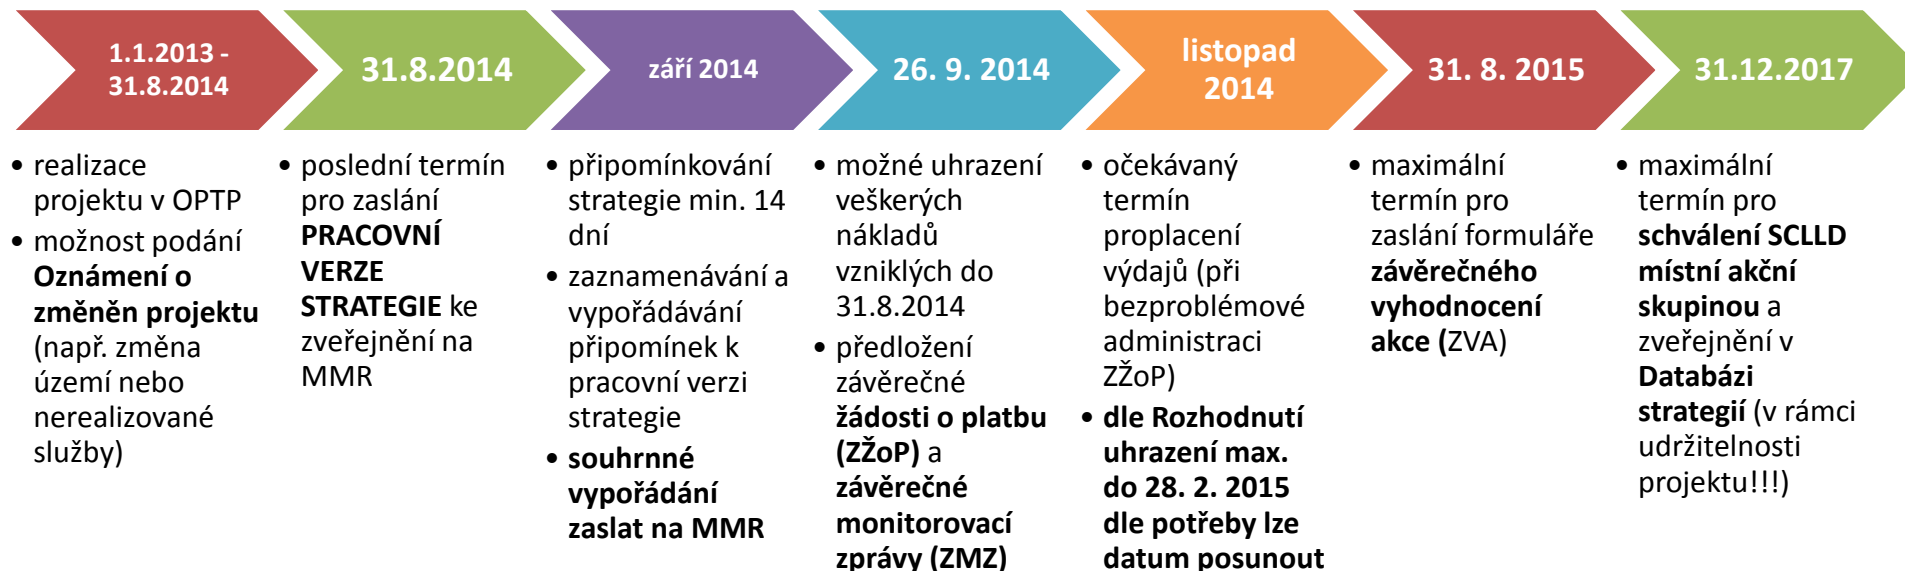 1.1.2013 -
31.8.2014
• realizace
projektu v OPTP
• možnost podání
Oznámení o
změněn projektu
(např. změna
území nebo
nerealizované
služby)
31.8.2014
• poslední termín
pro zaslání
PRACOVNÍ
VERZE
STRATEGIE ke
zveřejnění na
MMR
září 2014
• připomínkování
strategie min. 14
dní
• zaznamenávání a
vypořádávání
připomínek k
pracovní verzi
strategie
• souhrnné
vypořádání
zaslat na MMR
26. 9. 2014
• možné uhrazení
veškerých
nákladů
vzniklých do
31.8.2014
• předložení
závěrečné
žádosti o platbu
(ZŽoP) a
závěrečné
monitorovací
zprávy (ZMZ)
listopad
2014
• očekávaný
termín
proplacení
výdajů (při
bezproblémové
administraci
ZŽoP)
• dle Rozhodnutí
uhrazení max.
do 28. 2. 2015
dle potřeby lze
datum posunout
31. 8. 2015
• maximální
termín pro
zaslání formuláře
závěrečného
vyhodnocení
akce (ZVA)
31.12.2017
• maximální
termín pro
schválení SCLLD
místní akční
skupinou a
zveřejnění v
Databázi
strategií (v rámci
udržitelnosti
projektu!!!)